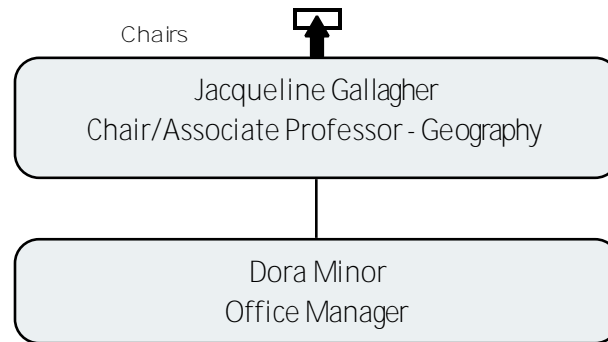 Chairs
Jacqueline Gallagher
Chair/Associate Professor - Geography
Dora Minor
Office Manager